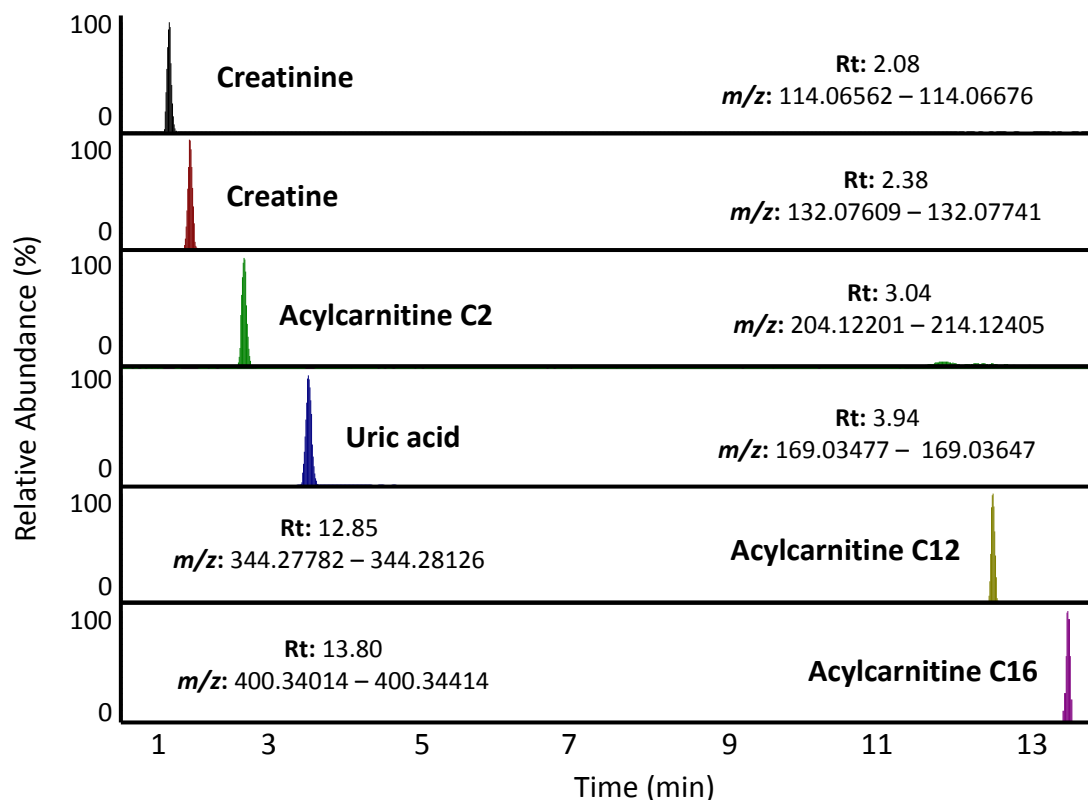 Relative Abundance (%)
100
0
Creatinine
Rt: 2.08
m/z: 114.06562 – 114.06676
100
0
Creatine
Rt: 2.38
m/z: 132.07609 – 132.07741
100
0
Acylcarnitine C2
Rt: 3.04
m/z: 204.12201 – 214.12405
100
0
Uric acid
Rt: 3.94
m/z: 169.03477 – 169.03647
100
0
Rt: 12.85
m/z: 344.27782 – 344.28126
Acylcarnitine C12
100
0
Rt: 13.80
m/z: 400.34014 – 400.34414
Acylcarnitine C16
1 3 5 7 9 11 13
Time (min)